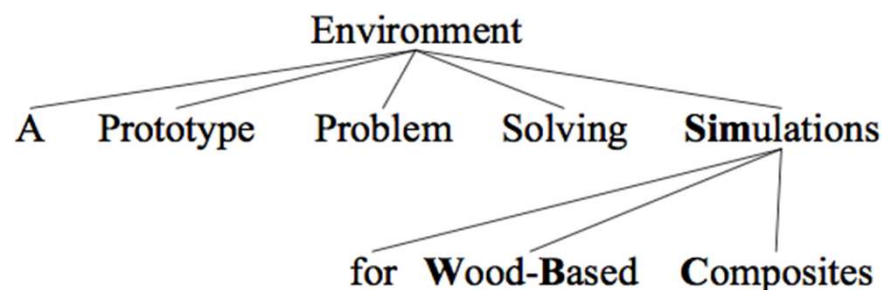 Environment
A Prototype Problem Solving Simulations
for Wood-Based Composites